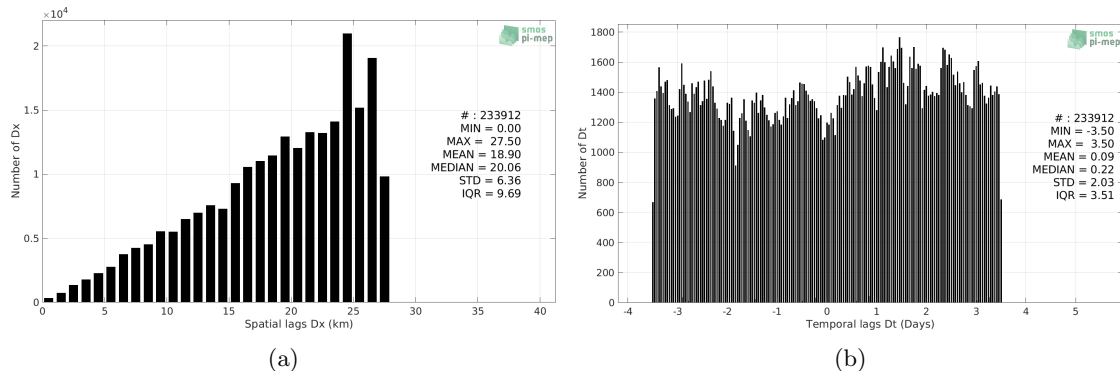 ×10⁴
2
1.5
1
0.5
0
Number of Dx
0 5 10 15 20 25 30 35 40
Spatial lags Dx (km)
smos
pi-mep
# : 233912
MIN = 0.00
MAX = 27.50
MEAN = 18.90
MEDIAN = 20.06
STD = 6.36
IQR = 9.69
(a)
1800
1600
1400
1200
1000
800
600
400
200
0
Number of Dt
-4 -3 -2 -1 0 1 2 3 4 5
Temporal lags Dt (Days)
smos
pi-mep
# : 233912
MIN = -3.50
MAX = 3.50
MEAN = 0.09
MEDIAN = 0.22
STD = 2.03
IQR = 3.51
(b)